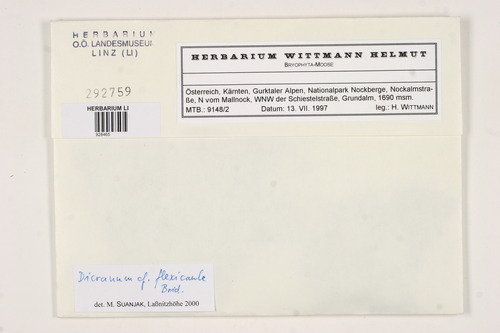 HERBARIUM
O.Ö. LANDESMUSEUM
LINZ (LI)
292759
HERBARIUM LI
HERBARIUM WITTMANN HELMUT
BRYOPHYTA-MOOSE
Österreich, Kärnten, Gurktaler Alpen, Nationalpark Nockberge, Nockalmstra-
ße, N vom Mallnock, WNW der Schiestelstraße, Grundalm, 1690 msm.
MTB.: 9148/2 Datum: 13. VII. 1997 leg.: H. WITTMANN
Dicranum cf. flexicaule
Brid.
det. M. SUANJAK, Laßnitzhöhe 2000